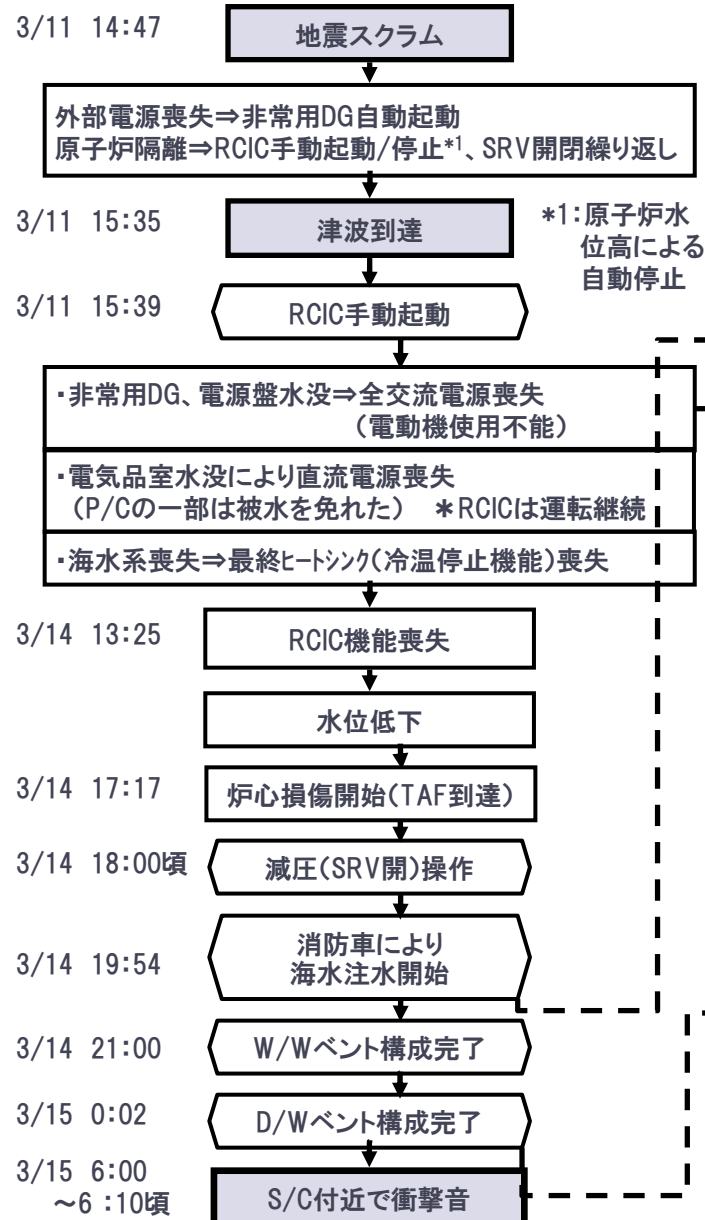 3/11 14:47
地震スクラム
外部電源喪失⇒非常用DG自動起動
原子炉隔離⇒RCIC手動起動/停止*1、SRV開閉繰り返し
3/11 15:35
津波到達
*1:原子炉水
位高による
自動停止
3/11 15:39
RCIC手動起動
・非常用DG、電源盤水没⇒全交流電源喪失
(電動機使用不能)
・電気品室水没により直流電源喪失
(P/Cの一部は被水を免れた) *RCICは運転継続
・海水系喪失⇒最終ヒートシンク(冷温停止機能)喪失
3/14 13:25
RCIC機能喪失
水位低下
3/14 17:17
炉心損傷開始(TAF到達)
3/14 18:00頃
減圧(SRV開)操作
3/14 19:54
消防車により
海水注水開始
3/14 21:00
W/Wベント構成完了
3/15 0:02
D/Wベント構成完了
3/15 6:00
~6:10頃
S/C付近で衝撃音